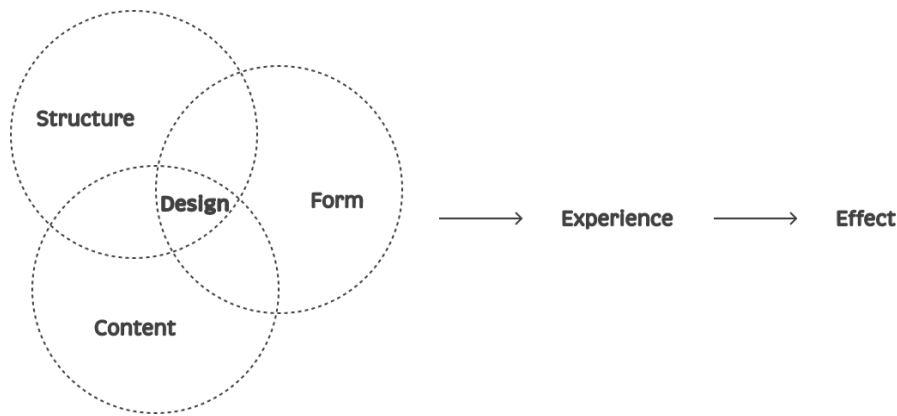 Structure
Design
Form
Experience
Effect
Content